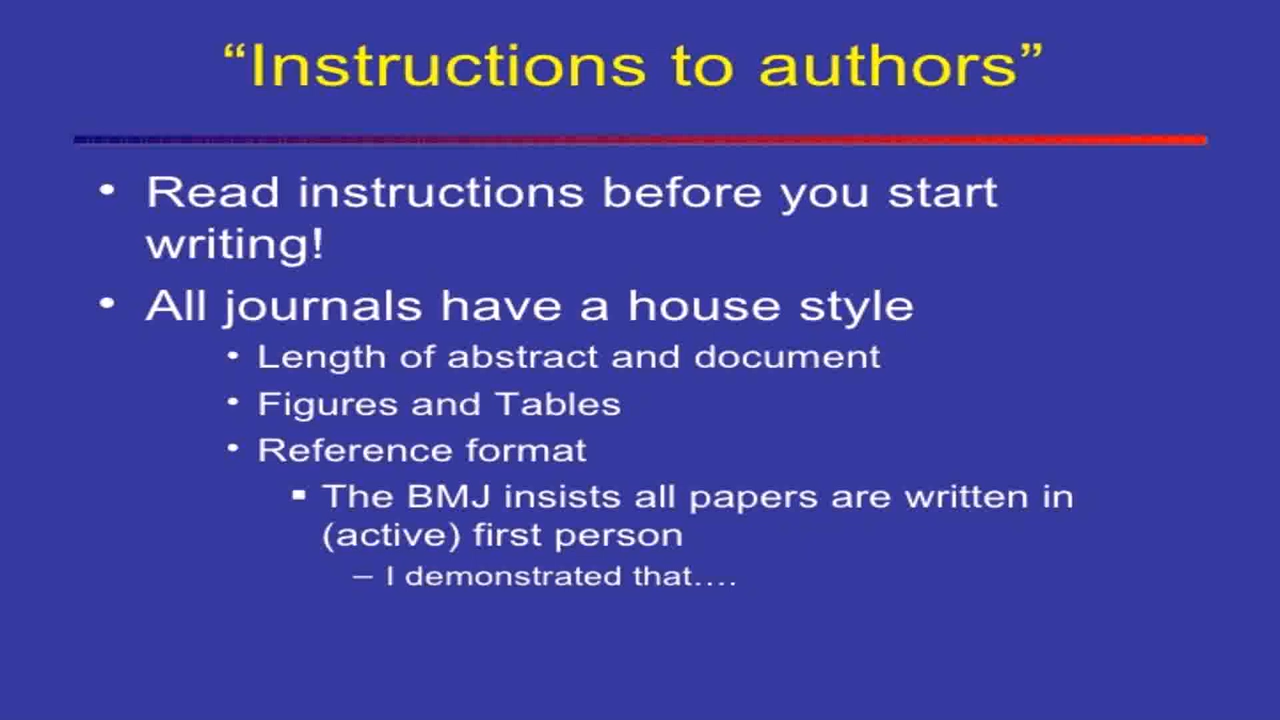 “Instructions to authors”
• Read instructions before you start
writing!
• All journals have a house style
• Length of abstract and document
• Figures and Tables
• Reference format
▪ The BMJ insists all papers are written in
(active) first person
– I demonstrated that….